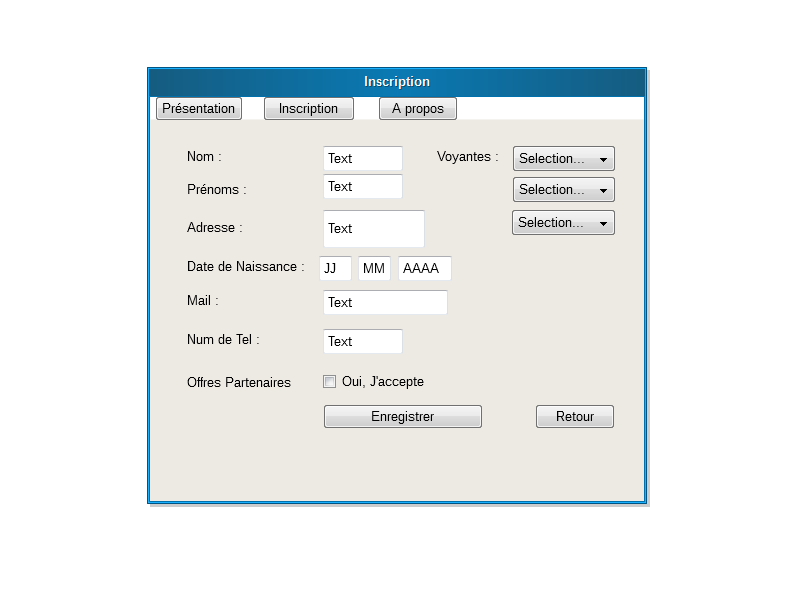 Inscription
Présentation Inscription A propos
Nom : Text Voyantes : Selection...
Prénoms : Text Selection...
Adresse : Text Selection...
Date de Naissance : JJ MM AAAA
Mail : Text
Num de Tel : Text
Offres Partenaires Oui, J'accepte
Enregistrer Retour